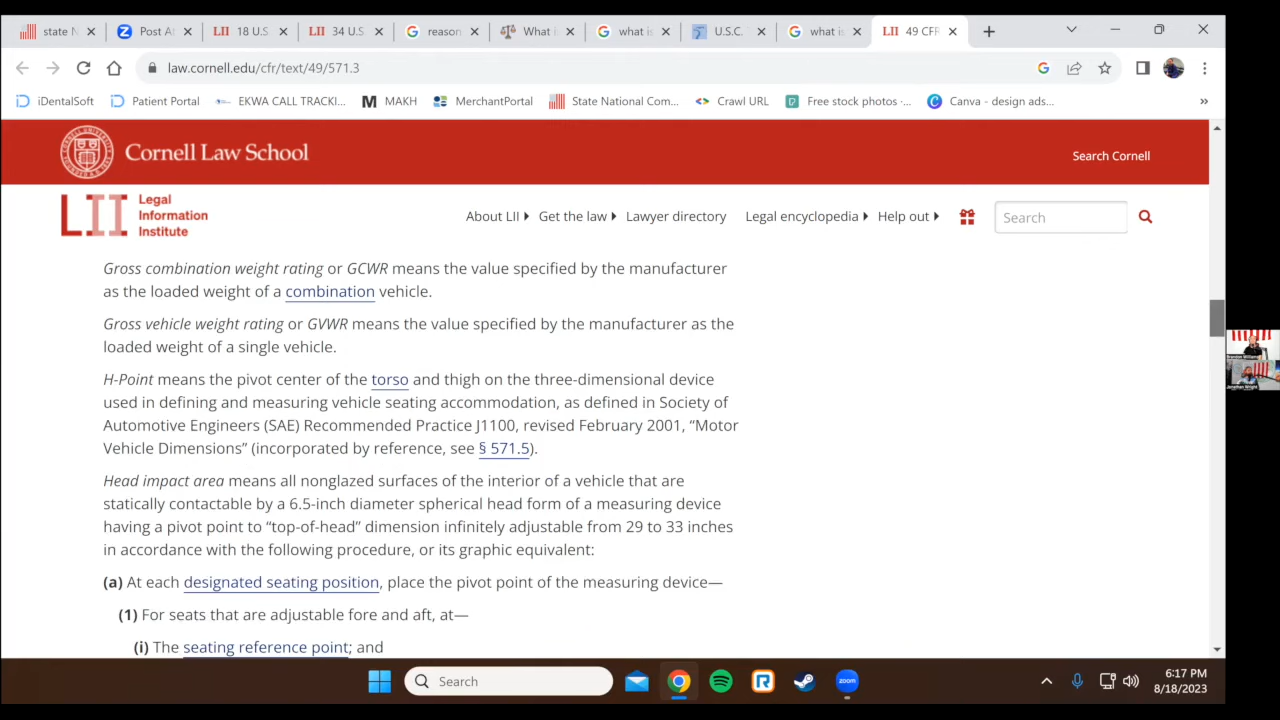 state N
Post At
LII 18 U.S
LII 34 U.S
reason
What i
what is
U.S.C.
what is
LII 49 CFR
law.cornell.edu/cfr/text/49/571.3
iDentalSoft
Patient Portal
EKWA CALL TRACKI...
M MAKH
MerchantPortal
State National Com...
Crawl URL
Free stock photos -...
Canva - design ads...
»
Cornell Law School
Search Cornell
LII
Legal
Information
Institute
About LII
Get the law
Lawyer directory
Legal encyclopedia
Help out
Search
Gross combination weight rating or GCWR means the value specified by the manufacturer
as the loaded weight of a combination vehicle.
Gross vehicle weight rating or GVWR means the value specified by the manufacturer as the
loaded weight of a single vehicle.
H-Point means the pivot center of the torso and thigh on the three-dimensional device
used in defining and measuring vehicle seating accommodation, as defined in Society of
Automotive Engineers (SAE) Recommended Practice J1100, revised February 2001, “Motor
Vehicle Dimensions” (incorporated by reference, see § 571.5).
Head impact area means all nonglazed surfaces of the interior of a vehicle that are
statically contactable by a 6.5-inch diameter spherical head form of a measuring device
having a pivot point to “top-of-head” dimension infinitely adjustable from 29 to 33 inches
in accordance with the following procedure, or its graphic equivalent:
(a) At each designated seating position, place the pivot point of the measuring device—
(1) For seats that are adjustable fore and aft, at—
(i) The seating reference point; and
Search
zoom
6:17 PM
8/18/2023